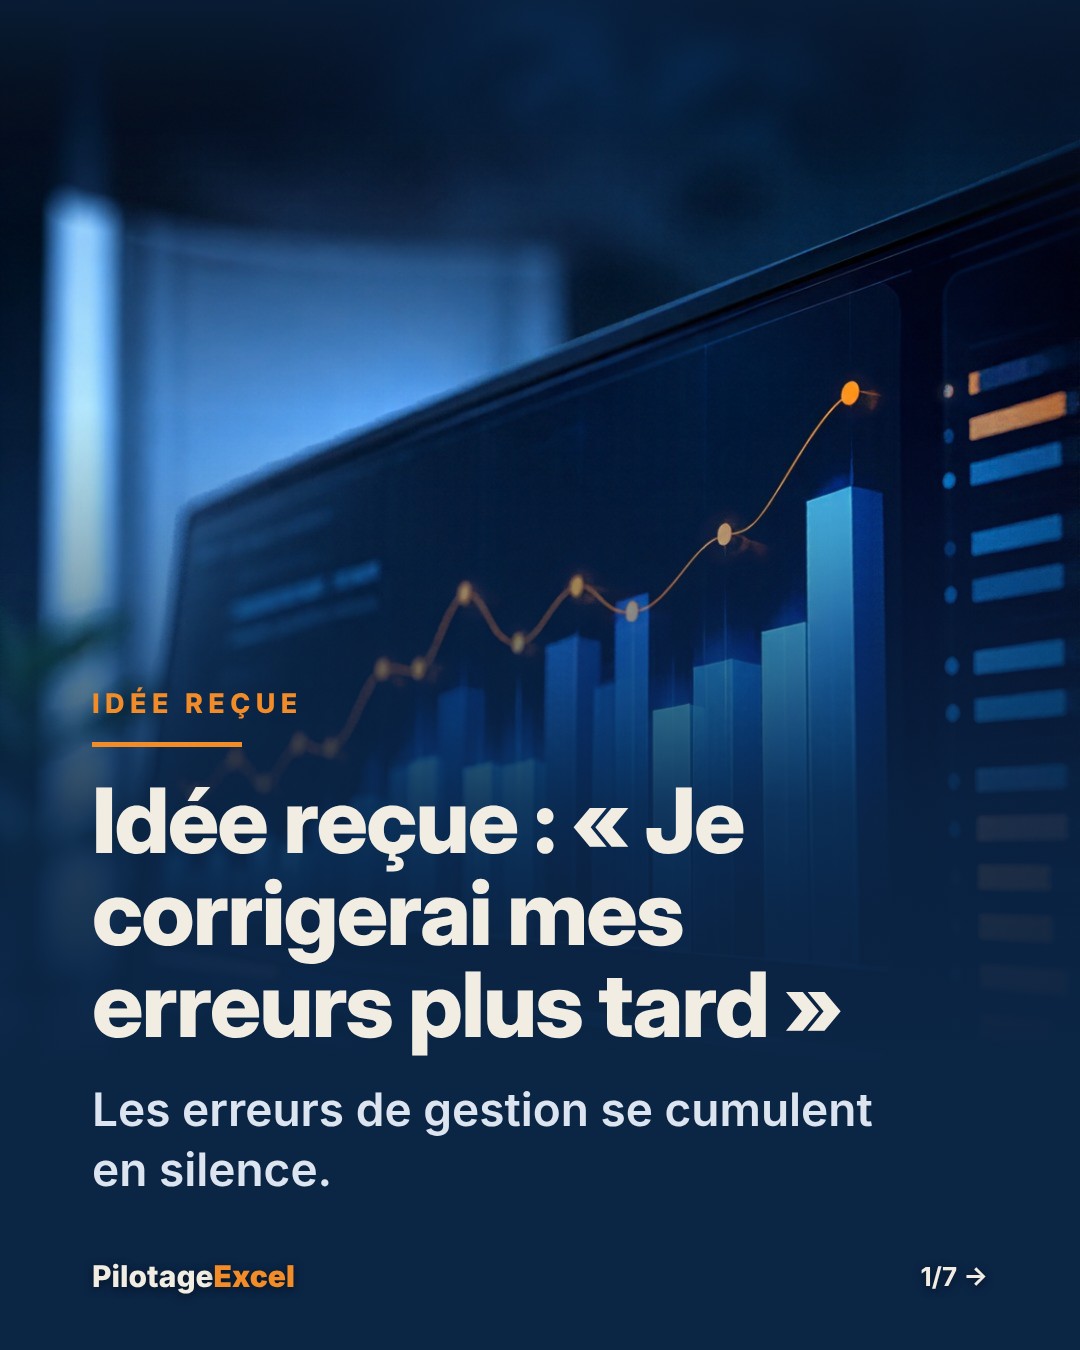 IDÉE REÇUE
Idée reçue : « Je
corrigerai mes
erreurs plus tard »
Les erreurs de gestion se cumulent
en silence.
PilotageExcel
1/7 →